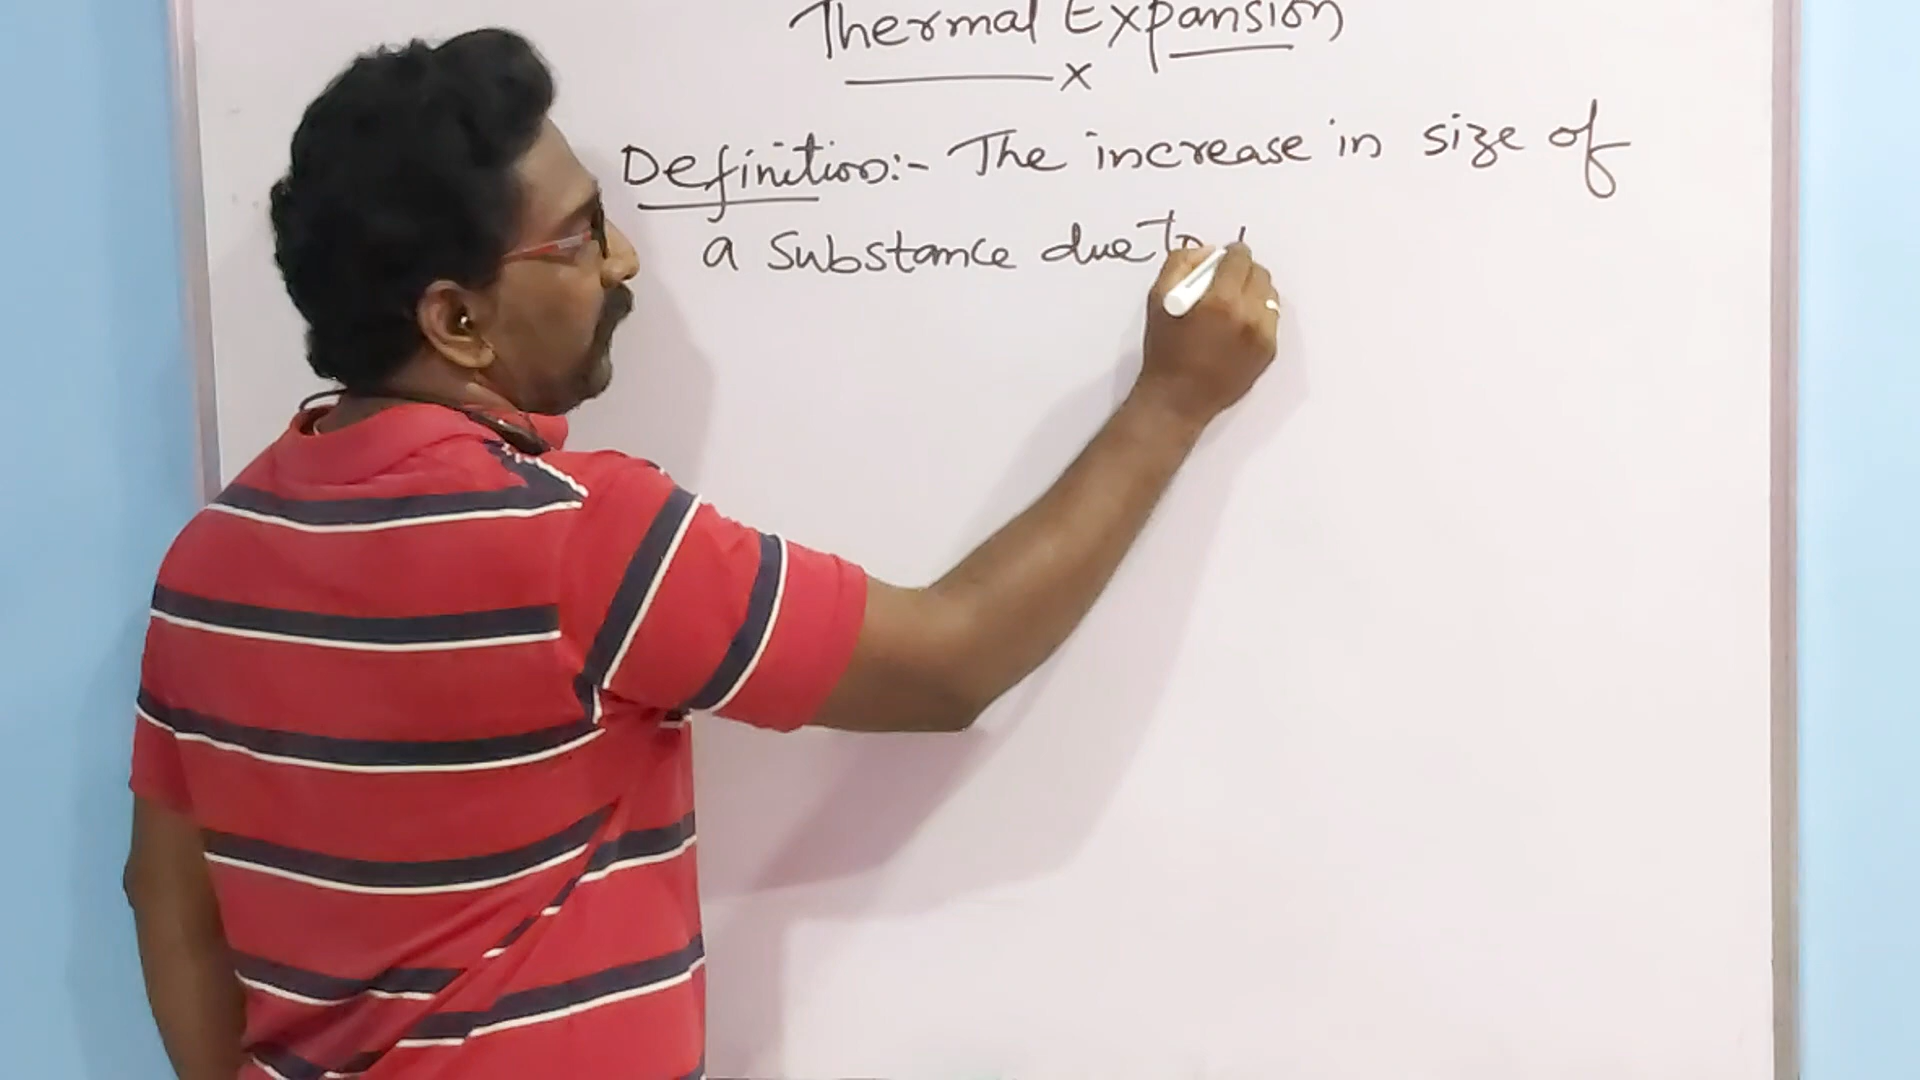 Thermal Expansion
x
Definition:- The increase in size of
a substance due to